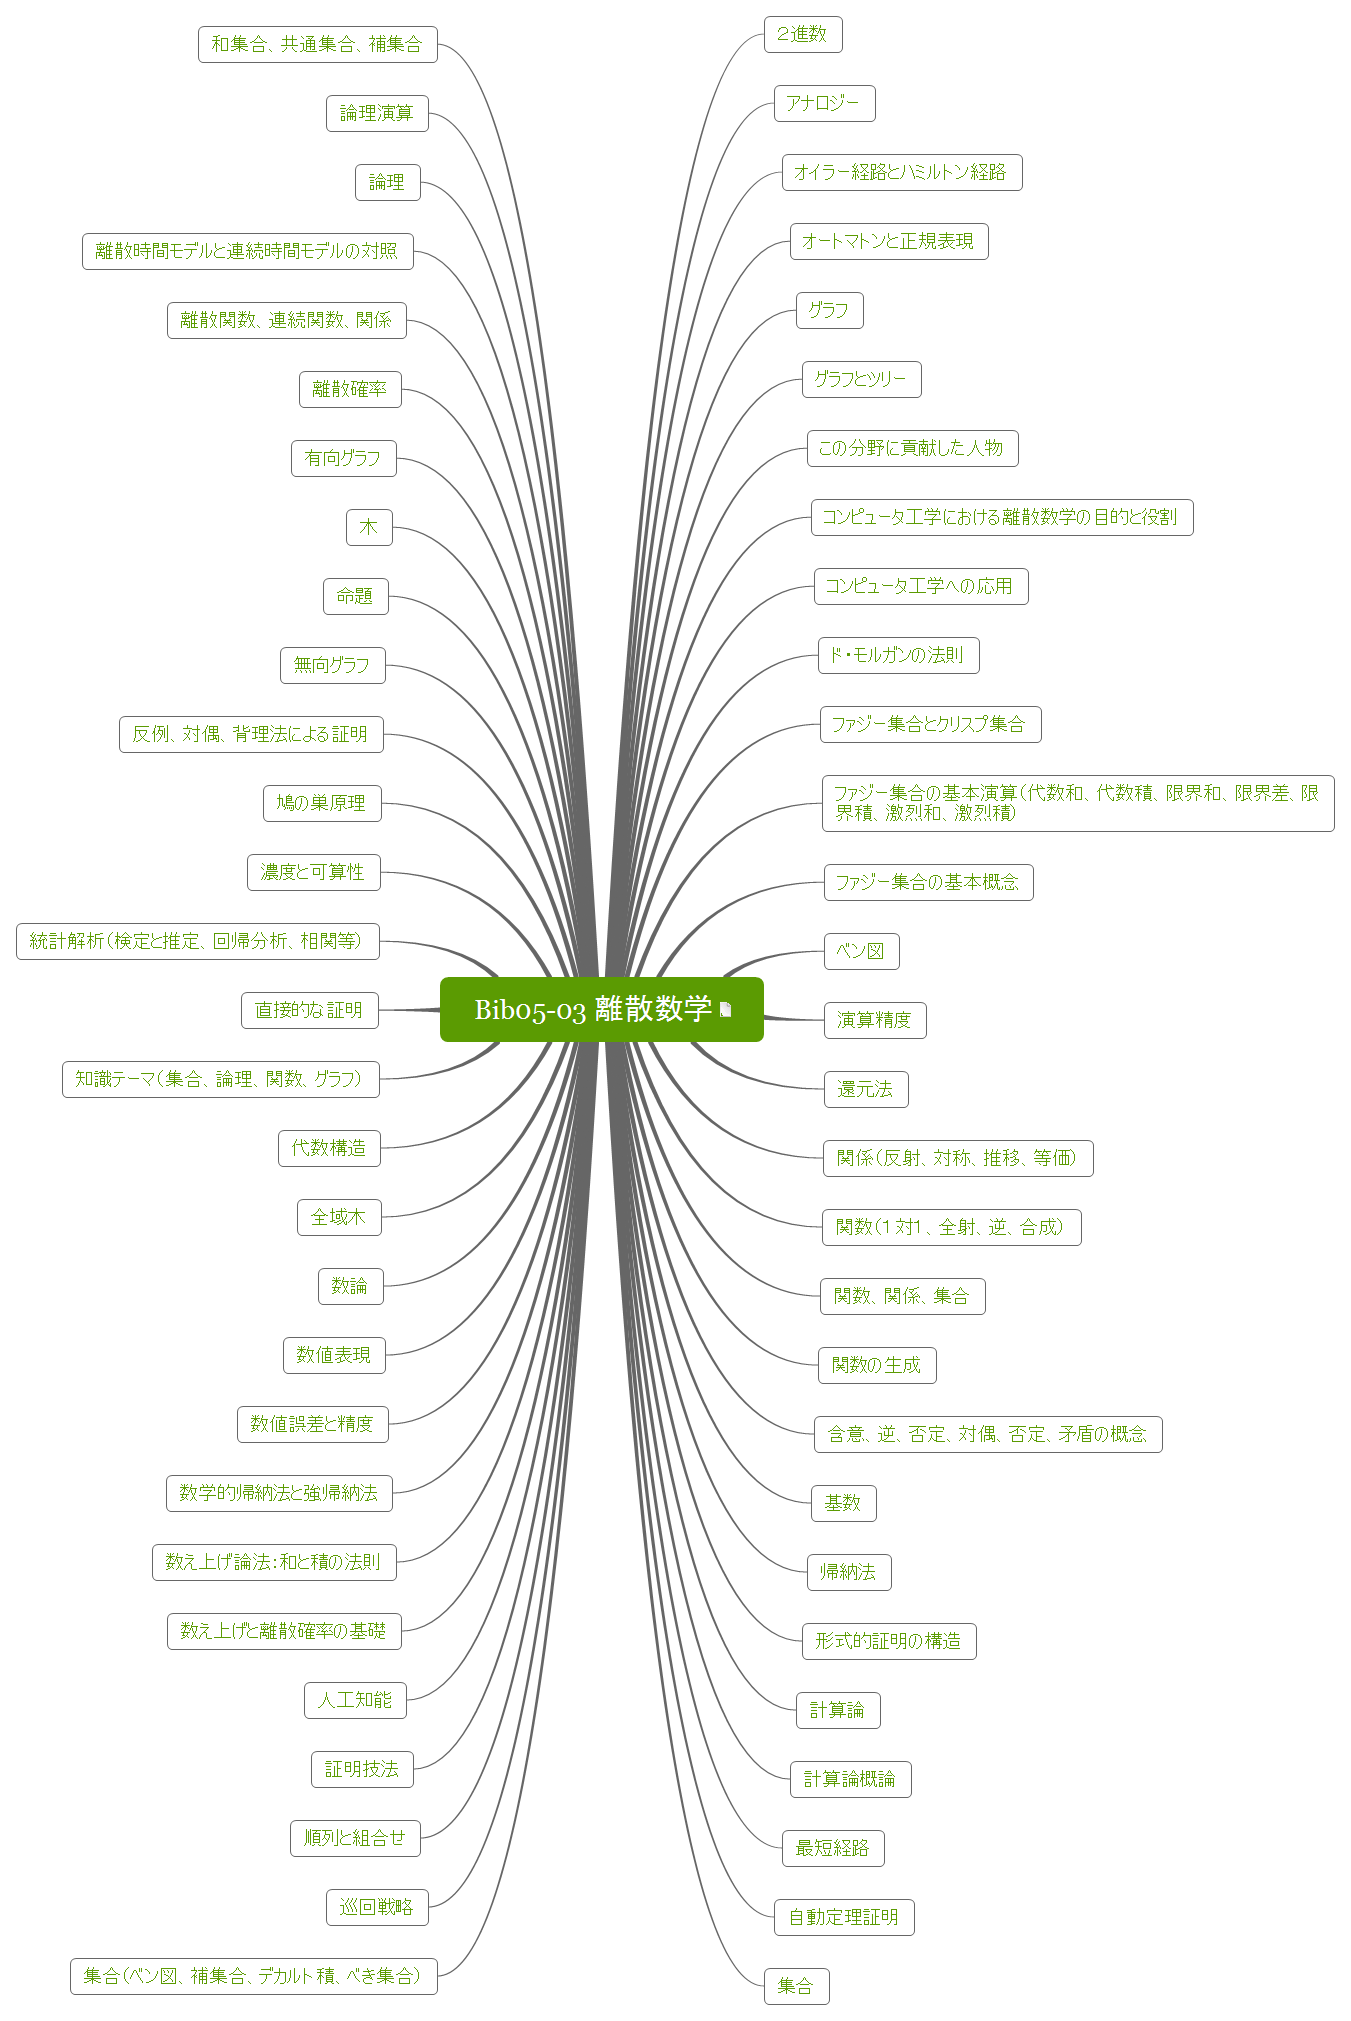 Bib05-03 離散数学
2進数
アナロジー
オイラー経路とハミルトン経路
オートマトンと正規表現
グラフ
グラフとツリー
この分野に貢献した人物
コンピュータ工学における離散数学の目的と役割
コンピュータ工学への応用
ド・モルガンの法則
ファジー集合とクリスプ集合
ファジー集合の基本演算(代数和、代数積、限界和、限界差、限
界積、激烈和、激烈積)
ファジー集合の基本概念
ベン図
演算精度
還元法
関係(反射、対称、推移、等価)
関数(1対1、全射、逆、合成)
関数、関係、集合
関数の生成
含意、逆、否定、対偶、否定、矛盾の概念
基数
帰納法
形式的証明の構造
計算論
計算論概論
最短経路
自動定理証明
集合
和集合、共通集合、補集合
論理演算
論理
離散時間モデルと連続時間モデルの対照
離散関数、連続関数、関係
離散確率
有向グラフ
木
命題
無向グラフ
反例、対偶、背理法による証明
鳩の巣原理
濃度と可算性
統計解析(検定と推定、回帰分析、相関等)
直接的な証明
知識テーマ(集合、論理、関数、グラフ)
代数構造
全域木
数論
数値表現
数値誤差と精度
数学的帰納法と強帰納法
数え上げ論法:和と積の法則
数え上げと離散確率の基礎
人工知能
証明技法
順列と組合せ
巡回戦略
集合(ベン図、補集合、デカルト積、べき集合)